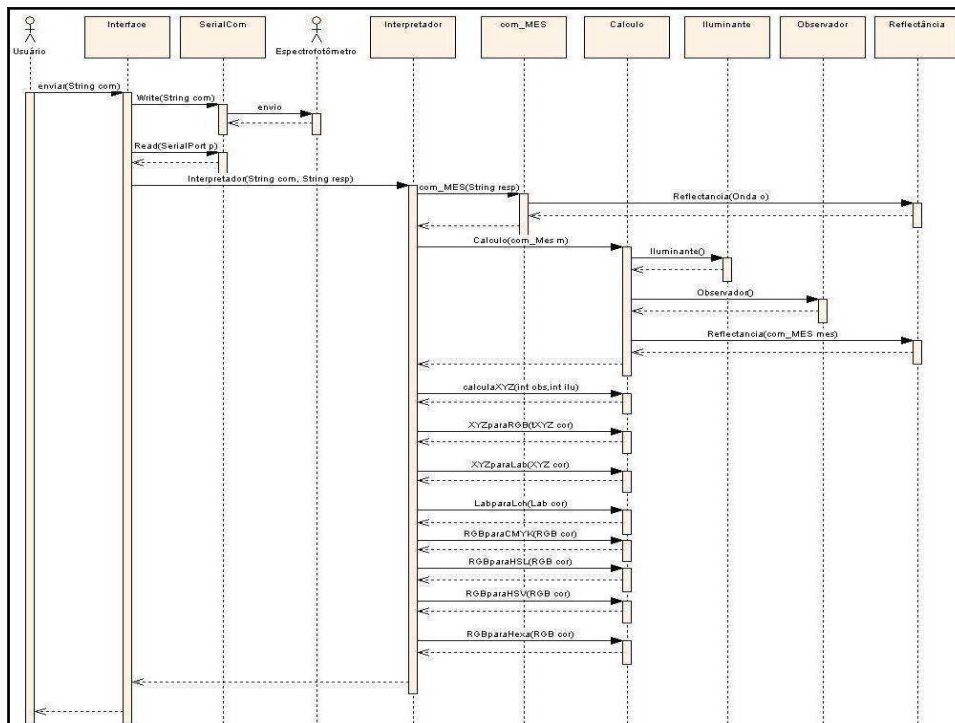 Usuário
Interface
SerialCom
Espectrofotômetro
Interpretador
com_MES
Calculo
Iluminante
Observador
Reflectância
enviar(String com)
Write(String com)
envio
Read(SerialPort p)
Interpretador(String com, String resp)
com_MES(String resp)
Reflectancia(Onda o)
Calculo(com_Mes m)
Iluminante()
Observador()
Reflectancia(com_MES mes)
calculaXYZ(int obs,int ilu)
XYZparaRGB(tXYZ cor)
XYZparaLab(XYZ cor)
LabparaLch(Lab cor)
RGBparaCMYK(RGB cor)
RGBparaHSL(RGB cor)
RGBparaHSV(RGB cor)
RGBparaHexa(RGB cor)